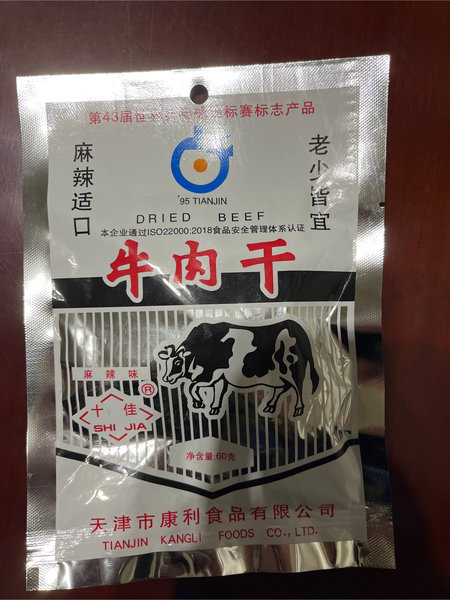 第43届世 标赛标志产品
麻辣适口
老少皆宜
'95 TIANJIN
DRIED BEEF
本企业通过ISO22000:2018食品安全管理体系认证
牛肉干
麻辣味
十佳
®
SHI JIA
净含量:60克
天津市康利食品有限公司
TIANJIN KANGLI FOODS CO.,LTD.